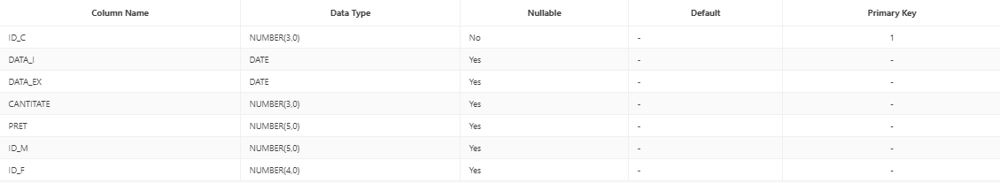 Column Name Data Type Nullable Default Primary Key
ID_C NUMBER(3,0) No - 1
DATA_I DATE Yes - -
DATA_EX DATE Yes - -
CANTITATE NUMBER(3,0) Yes - -
PRET NUMBER(5,0) Yes - -
ID_M NUMBER(5,0) Yes - -
ID_F NUMBER(4,0) Yes - -